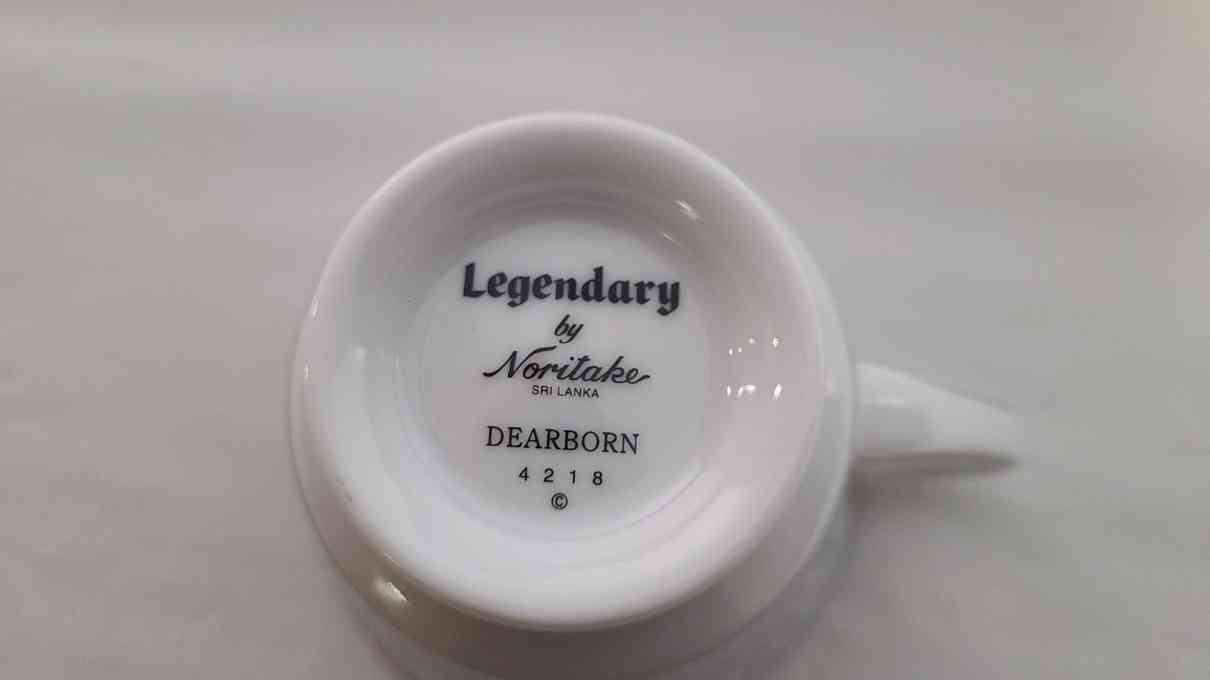 Legendary
by
Noritake
SRI LANKA
DEARBORN
4218
©